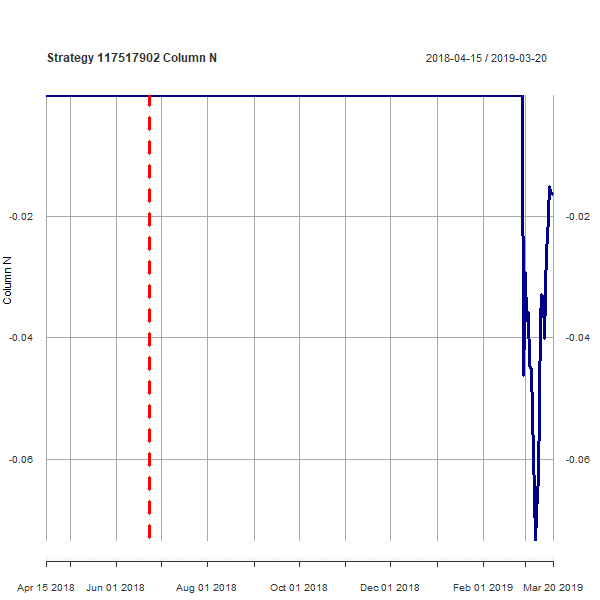 Strategy 117517902 Column N
2018-04-15 / 2019-03-20
Column N
-0.02
-0.02
-0.04
-0.04
-0.06
-0.06
Apr 15 2018
Jun 01 2018
Aug 01 2018
Oct 01 2018
Dec 01 2018
Feb 01 2019
Mar 20 2019